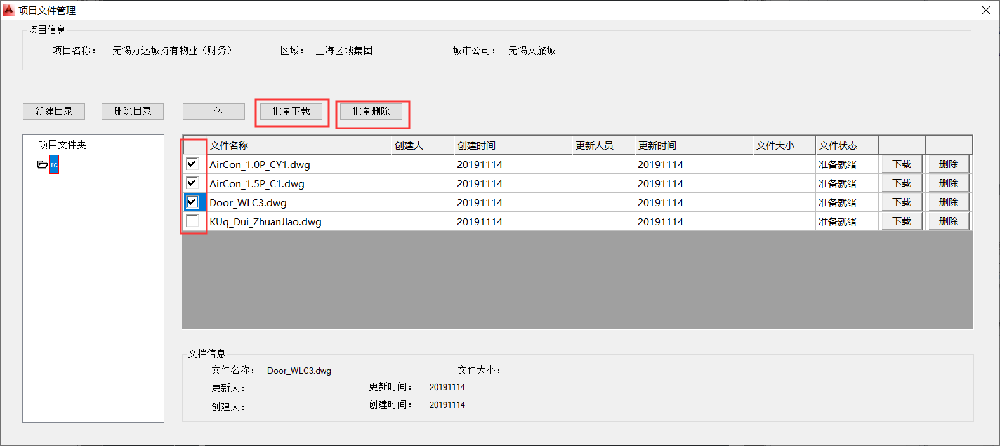 项目文件管理
项目信息
项目名称： 无锡万达城持有物业（财务） 区域： 上海区域集团 城市公司： 无锡文旅城
新建目录 删除目录 上传 批量下载 批量删除
项目文件夹
rc
文件名称 创建人 创建时间 更新人员 更新时间 文件大小 文件状态
AirCon_1.0P_CY1.dwg 20191114 20191114 准备就绪 下载 删除
AirCon_1.5P_C1.dwg 20191114 20191114 准备就绪 下载 删除
Door_WLC3.dwg 20191114 20191114 准备就绪 下载 删除
KUq_Dui_ZhuanJIao.dwg 20191114 20191114 准备就绪 下载 删除
文档信息
文件名称： Door_WLC3.dwg 文件大小：
更新人： 更新时间： 20191114
创建人： 创建时间： 20191114